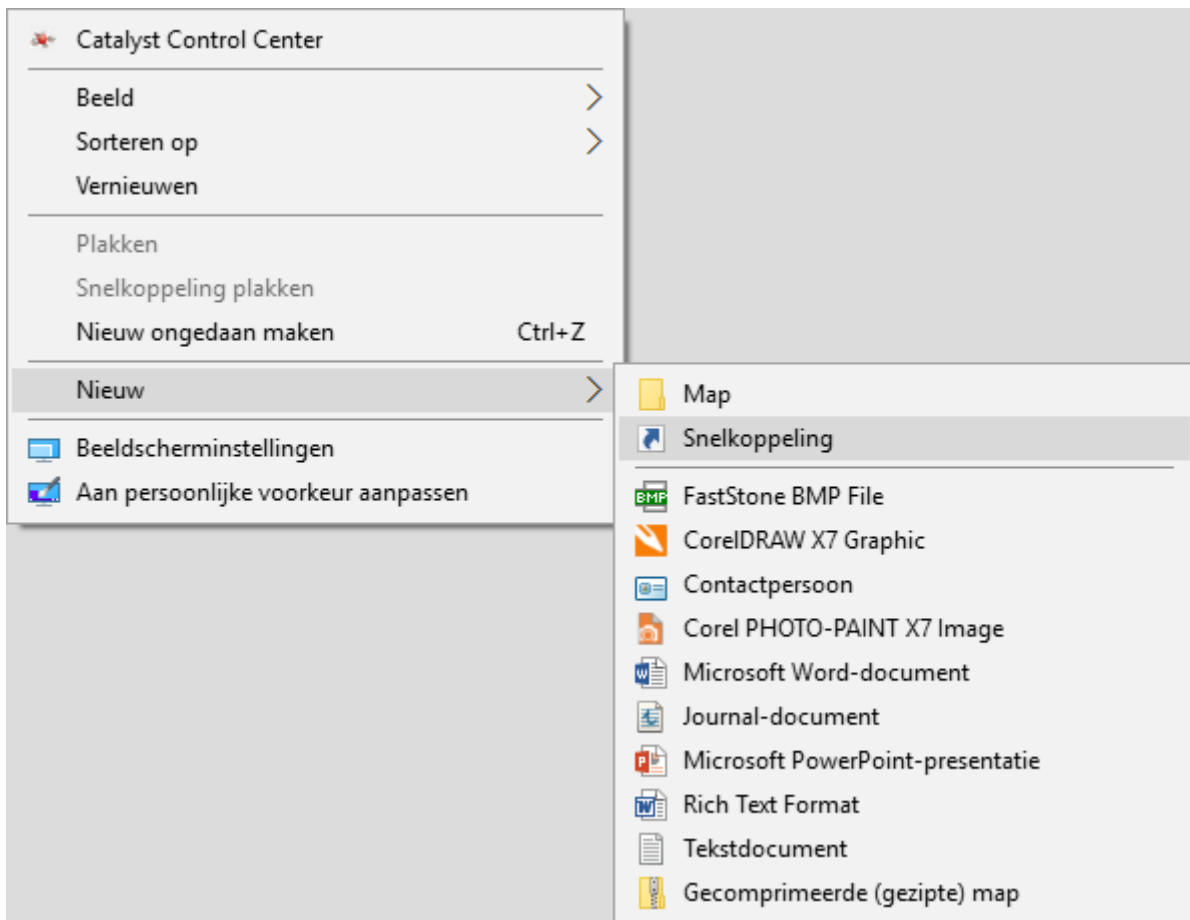 Catalyst Control Center
Beeld
Sorteren op
Vernieuwen
Plakken
Snelkoppeling plakken
Nieuw ongedaan maken Ctrl+Z
Nieuw
Beeldscherminstellingen
Aan persoonlijke voorkeur aanpassen
Map
Snelkoppeling
BMP FastStone BMP File
CorelDRAW X7 Graphic
Contactpersoon
Corel PHOTO-PAINT X7 Image
Microsoft Word-document
Journal-document
Microsoft PowerPoint-presentatie
Rich Text Format
Tekstdocument
Gecomprimeerde (gezipte) map